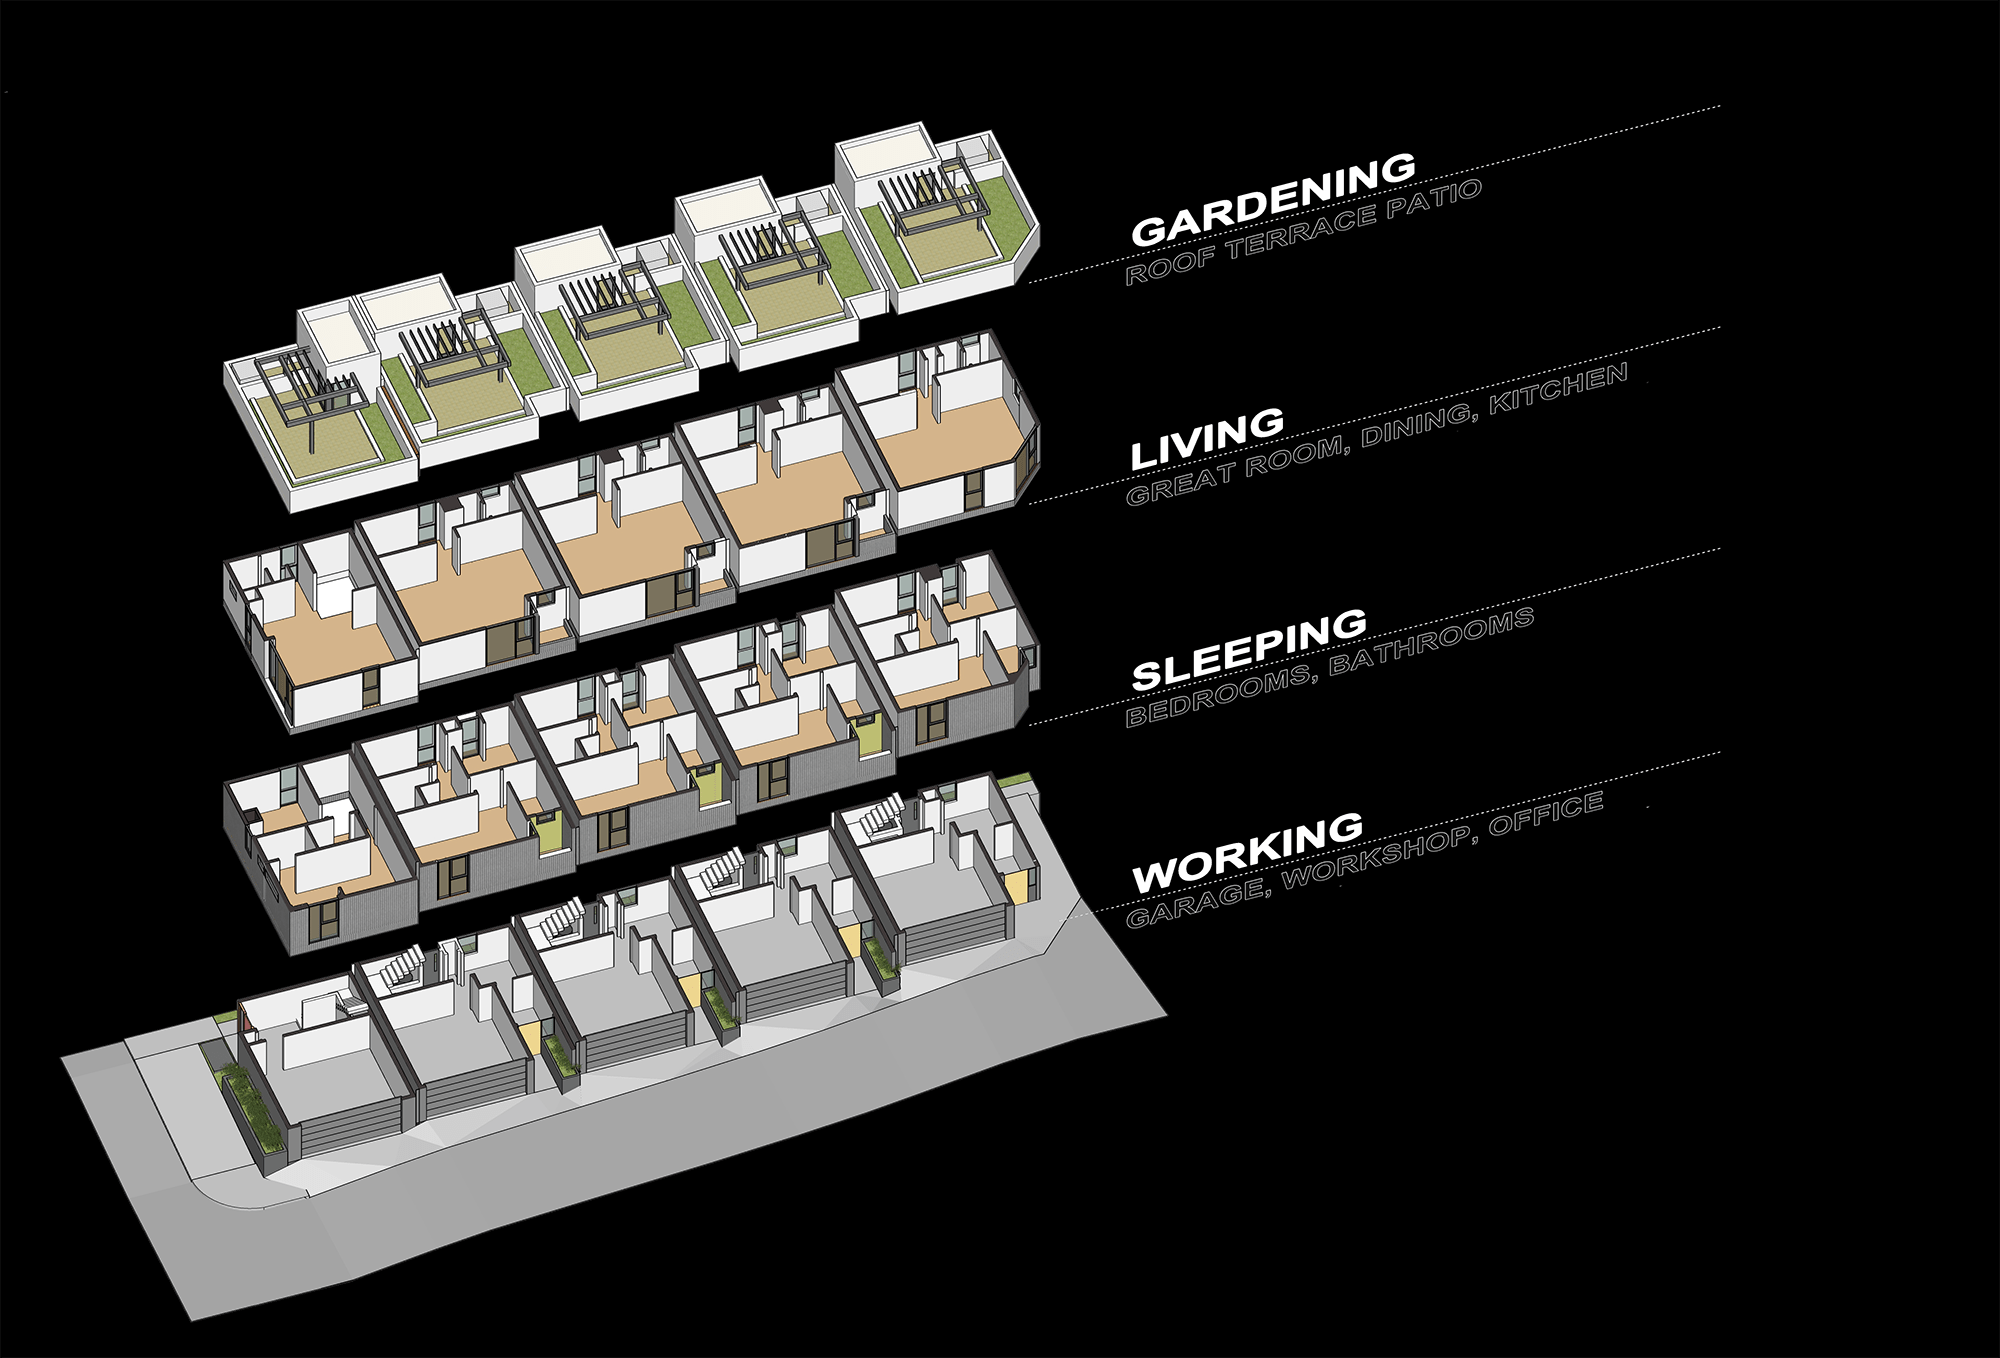 GARDENING
ROOF TERRACE PATIO
LIVING
GREAT ROOM, DINING, KITCHEN
SLEEPING
BEDROOMS, BATHROOMS
WORKING
GARAGE, WORKSHOP, OFFICE